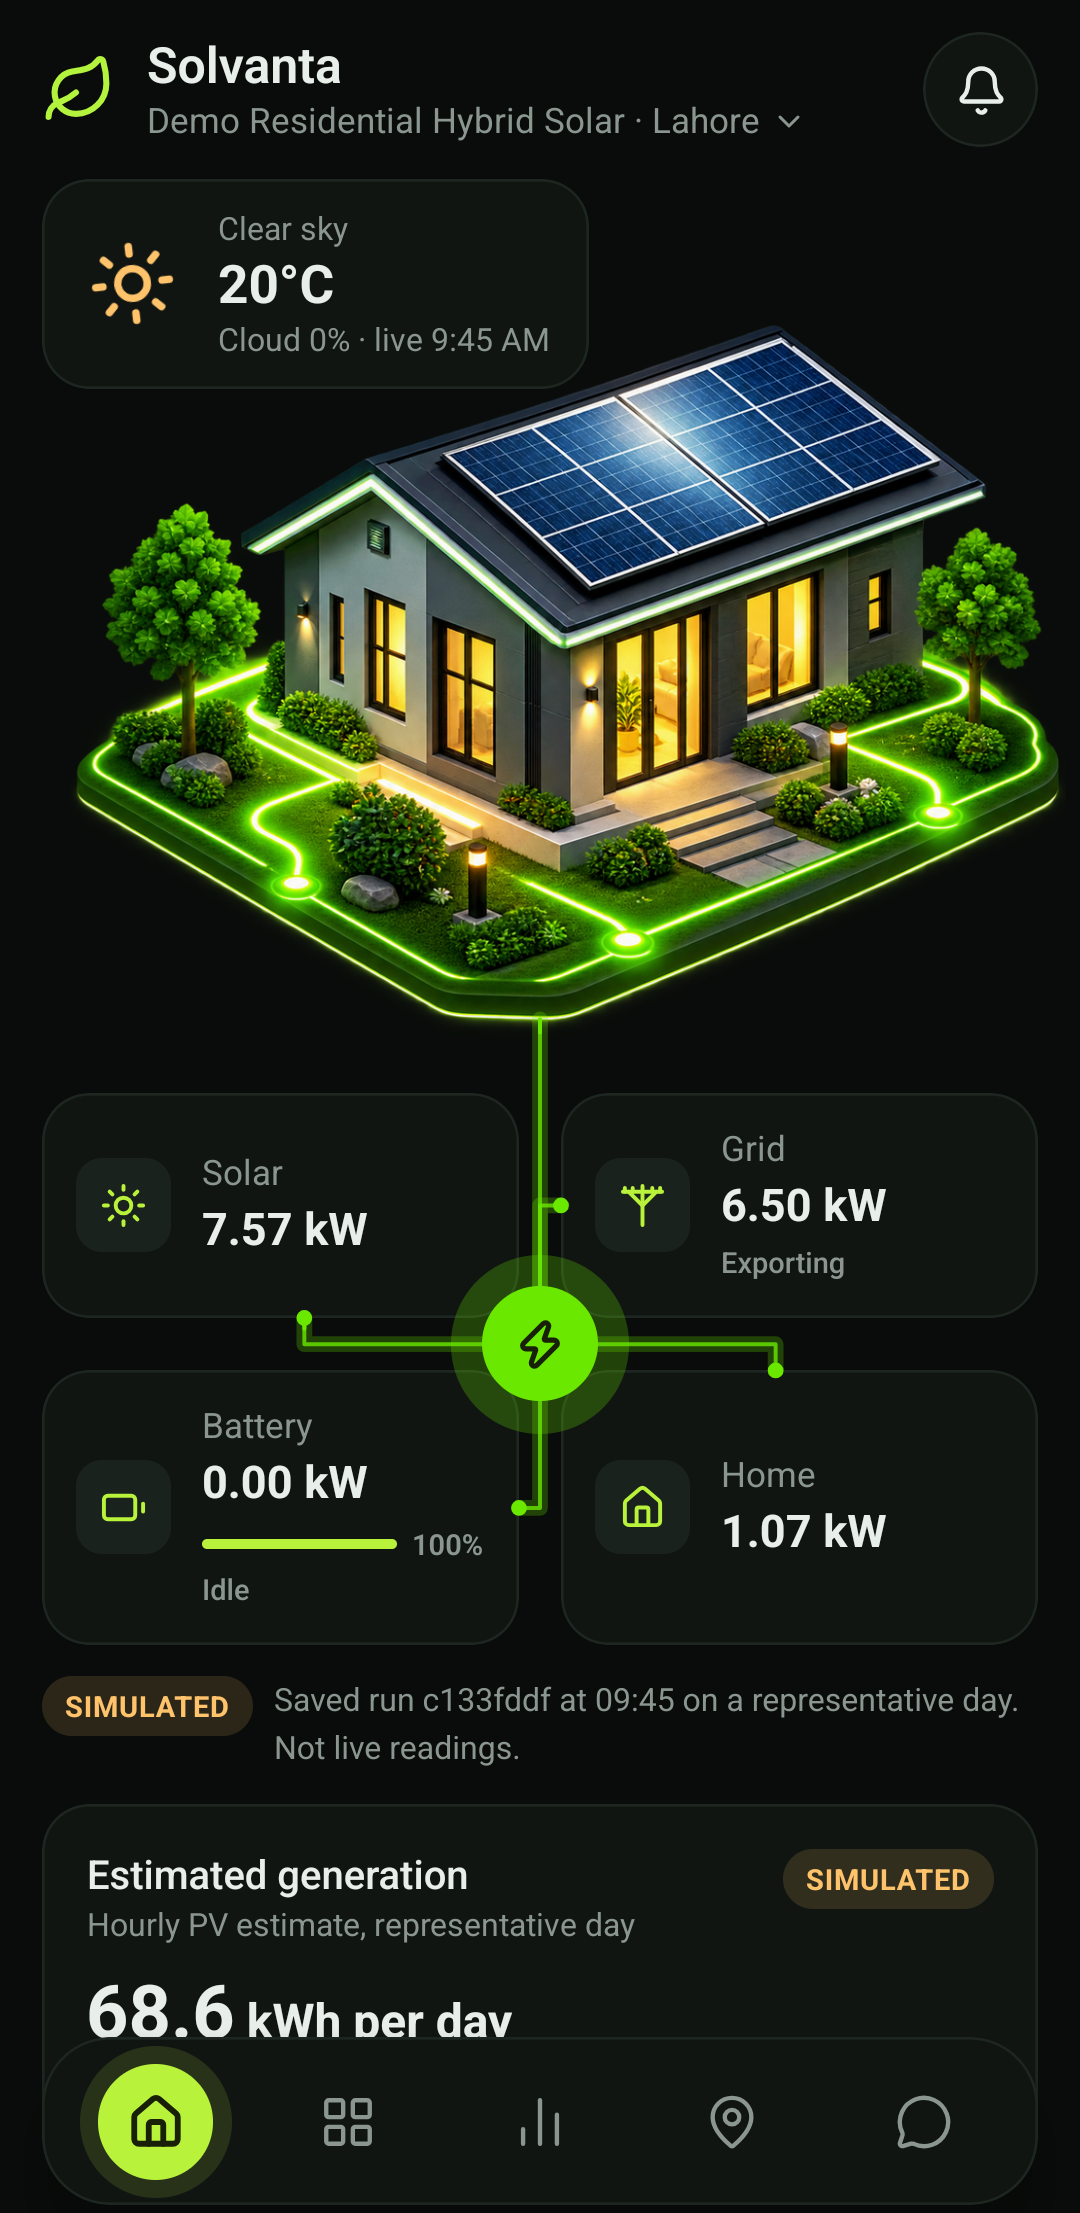 Solvanta
Demo Residential Hybrid Solar · Lahore
Clear sky
20°C
Cloud 0% · live 9:45 AM
Solar
7.57 kW
Grid
6.50 kW
Exporting
Battery
0.00 kW
100%
Idle
Home
1.07 kW
SIMULATED
Saved run c133fddf at 09:45 on a representative day.
Not live readings.
Estimated generation
SIMULATED
Hourly PV estimate, representative day
68.6 kWh per day